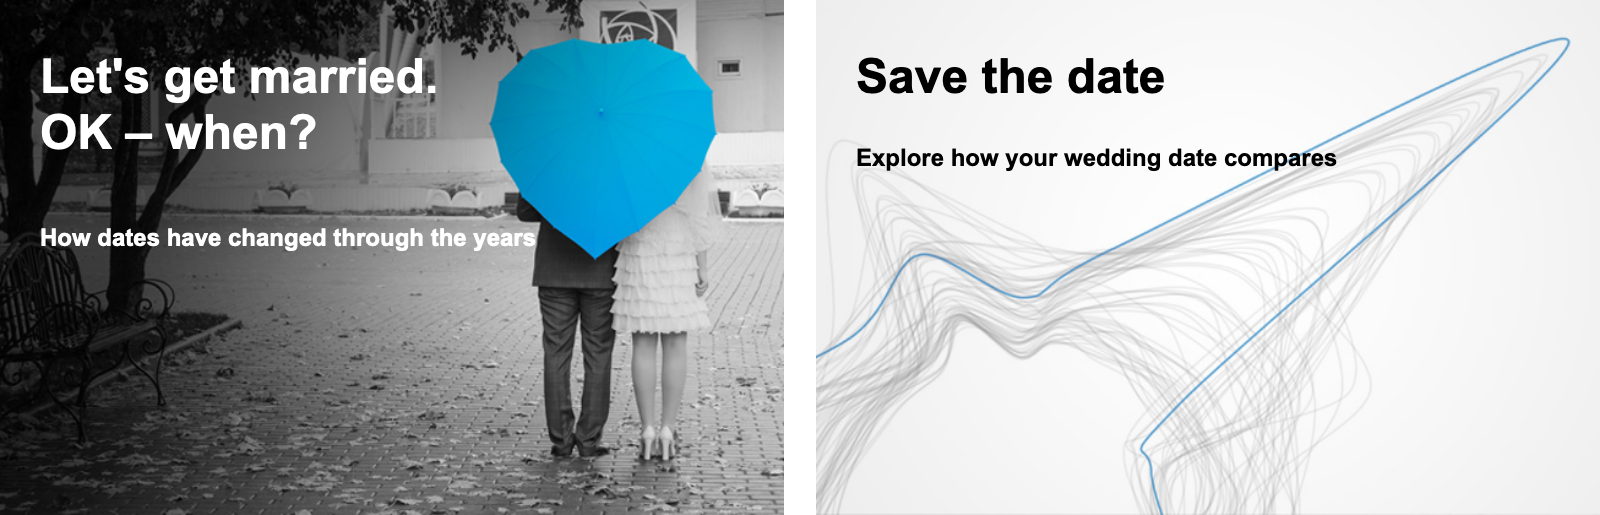 Let's get married.
OK – when?
How dates have changed through the years
Save the date
Explore how your wedding date compares